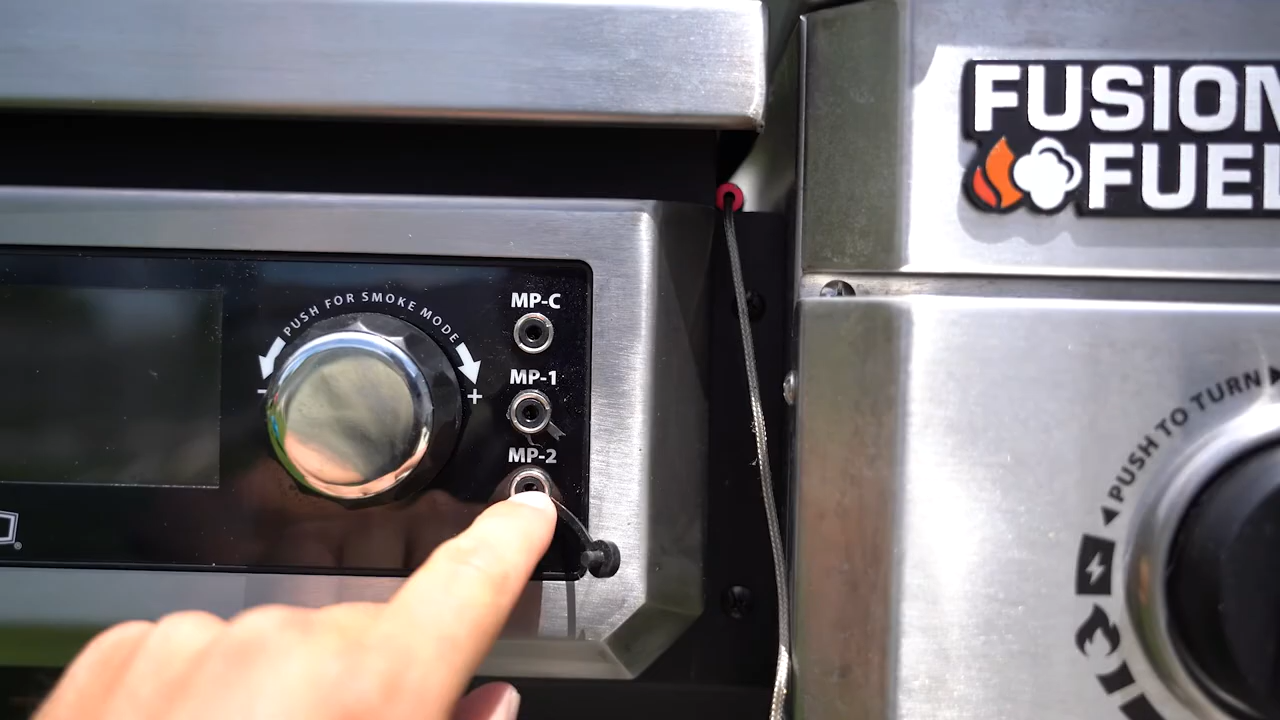 FUSION
FUEL
PUSH FOR SMOKE MODE
- +
MP-C
MP-1
MP-2
PUSH TO TURN
®